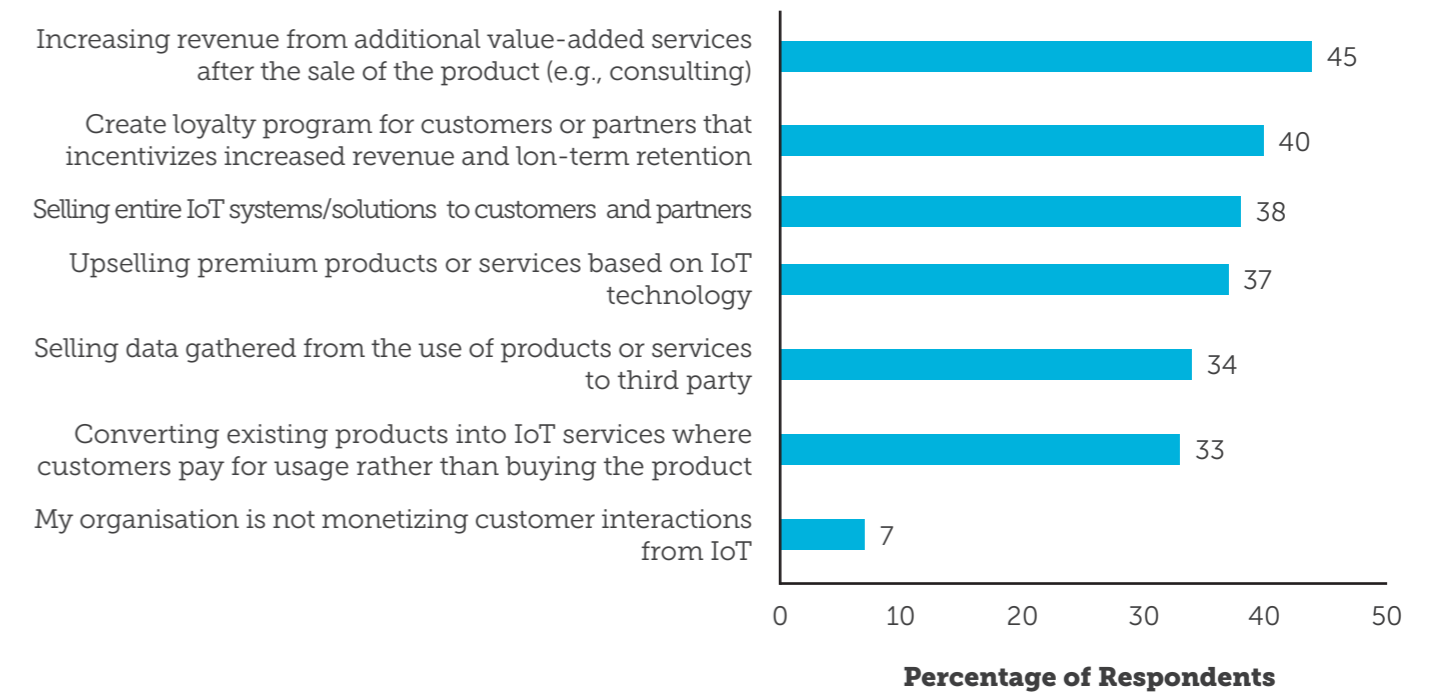 Increasing revenue from additional value-added services
after the sale of the product (e.g., consulting)
45
Create loyalty program for customers or partners that
incentivizes increased revenue and lon-term retention
40
Selling entire IoT systems/solutions to customers and partners
38
Upselling premium products or services based on IoT
technology
37
Selling data gathered from the use of products or services
to third party
34
Converting existing products into IoT services where
customers pay for usage rather than buying the product
33
My organisation is not monetizing customer interactions
from IoT
7
0 10 20 30 40 50
Percentage of Respondents